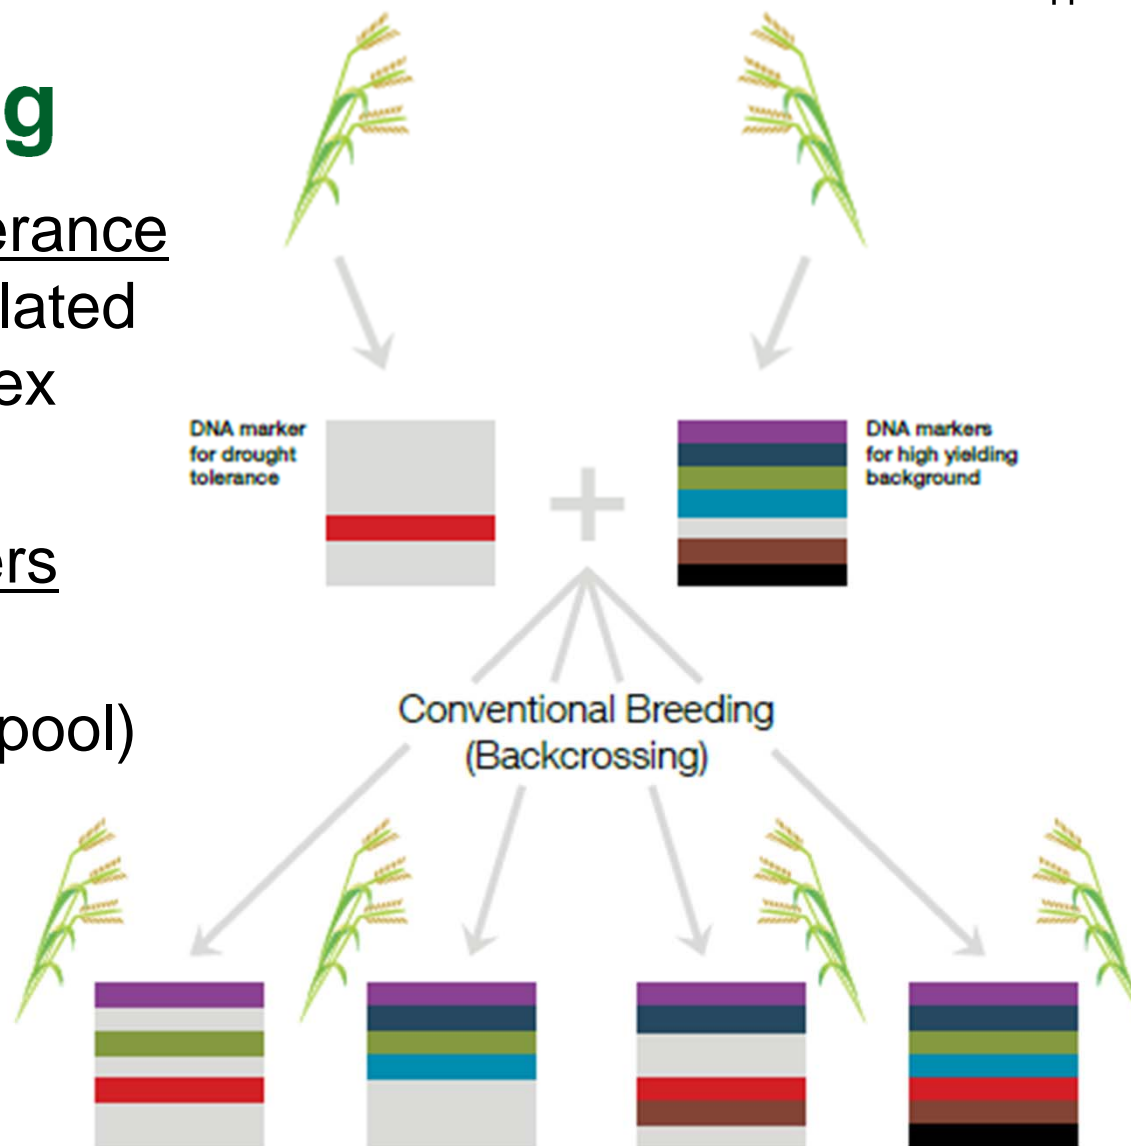 g
erance
lated
ex
ers
pool)
DNA marker
for drought
tolerance
DNA markers
for high yielding
background
Conventional Breeding
(Backcrossing)